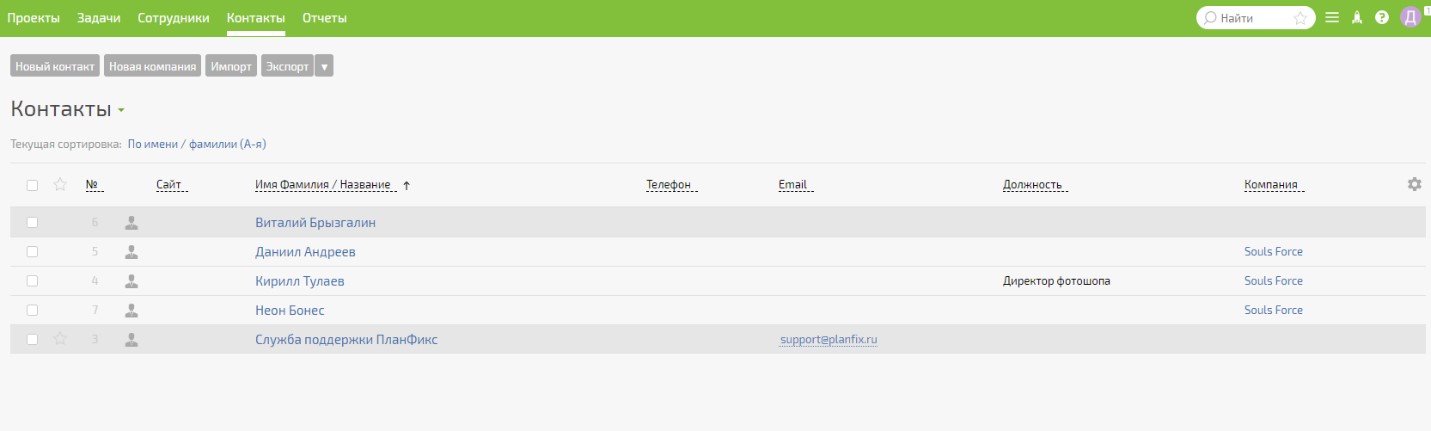 Проекты Задачи Сотрудники Контакты Отчеты Найти ? Д 1
Новый контакт Новая компания Импорт Экспорт ▼
Контакты
Текущая сортировка: По имени / фамилии (А-я)
№ Сайт Имя Фамилия / Название ↑ Телефон Email Должность Компания
6 Виталий Брызгалин
5 Даниил Андреев Souls Force
4 Кирилл Тулаев Директор фотошопа Souls Force
7 Неон Бонес Souls Force
3 Служба поддержки ПланФикс support@planfix.ru